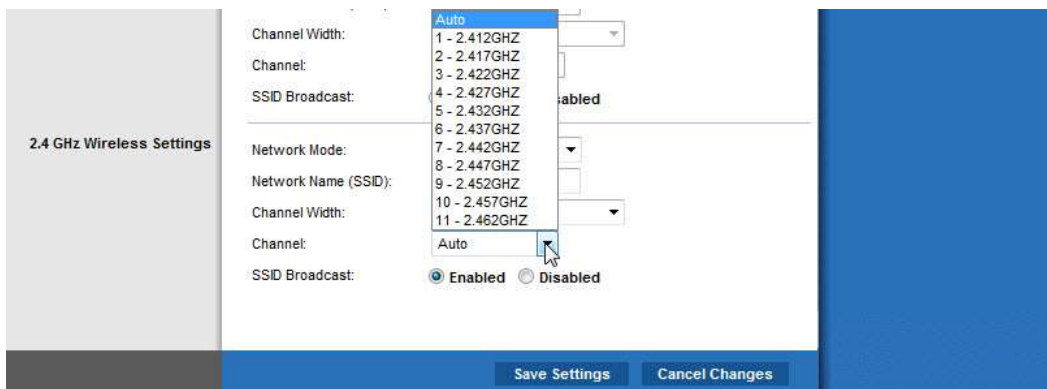 Auto
Channel Width:
1 - 2.412GHZ
2 - 2.417GHZ
Channel:
3 - 2.422GHZ
4 - 2.427GHZ
SSID Broadcast:
abled
5 - 2.432GHZ
6 - 2.437GHZ
2.4 GHz Wireless Settings
Network Mode:
7 - 2.442GHZ
8 - 2.447GHZ
Network Name (SSID):
9 - 2.452GHZ
10 - 2.457GHZ
Channel Width:
11 - 2.462GHZ
Channel:
Auto
SSID Broadcast:
Enabled Disabled
Save Settings Cancel Changes